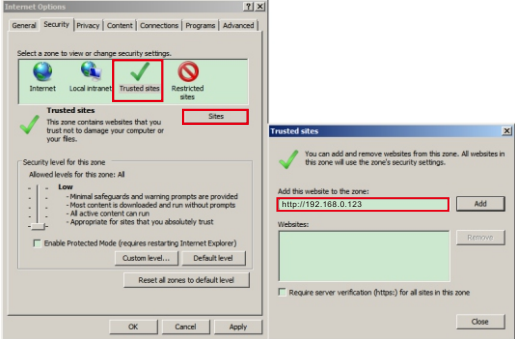 Internet Options
General Security Privacy Content Connections Programs Advanced
Select a zone to view or change security settings.
Internet Local intranet Trusted sites Restricted
sites
Trusted sites
This zone contains websites that you
trust not to damage your computer or
your files.
Sites
Security level for this zone
Allowed levels for this zone: All
Low
- Minimal safeguards and warning prompts are provided
- Most content is downloaded and run without prompts
- All active content can run
- Appropriate for sites that you absolutely trust
Enable Protected Mode (requires restarting Internet Explorer)
Custom level... Default level
Reset all zones to default level
OK Cancel Apply
Trusted sites
You can add and remove websites from this zone. All websites in
this zone will use the zone's security settings.
Add this website to the zone:
http://192.168.0.123 Add
Websites:
Remove
Require server verification (https:) for all sites in this zone
Close